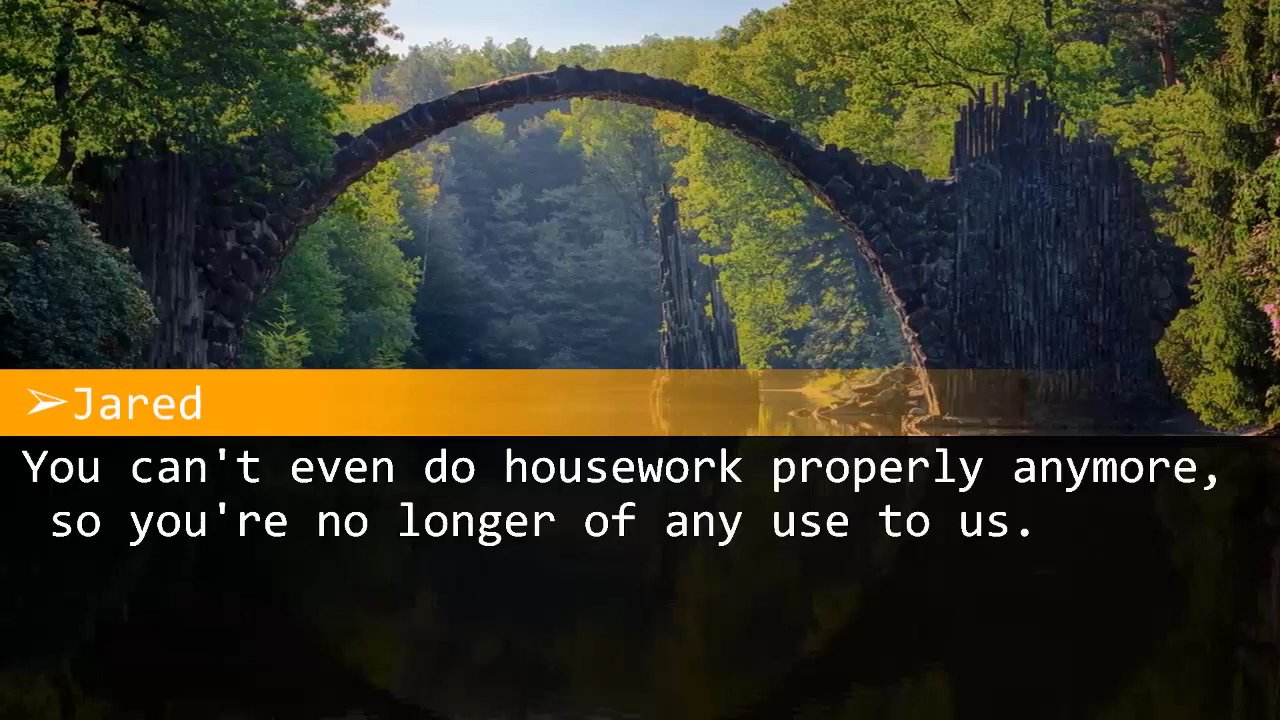 ➢Jared
You can't even do housework properly anymore,
so you're no longer of any use to us.